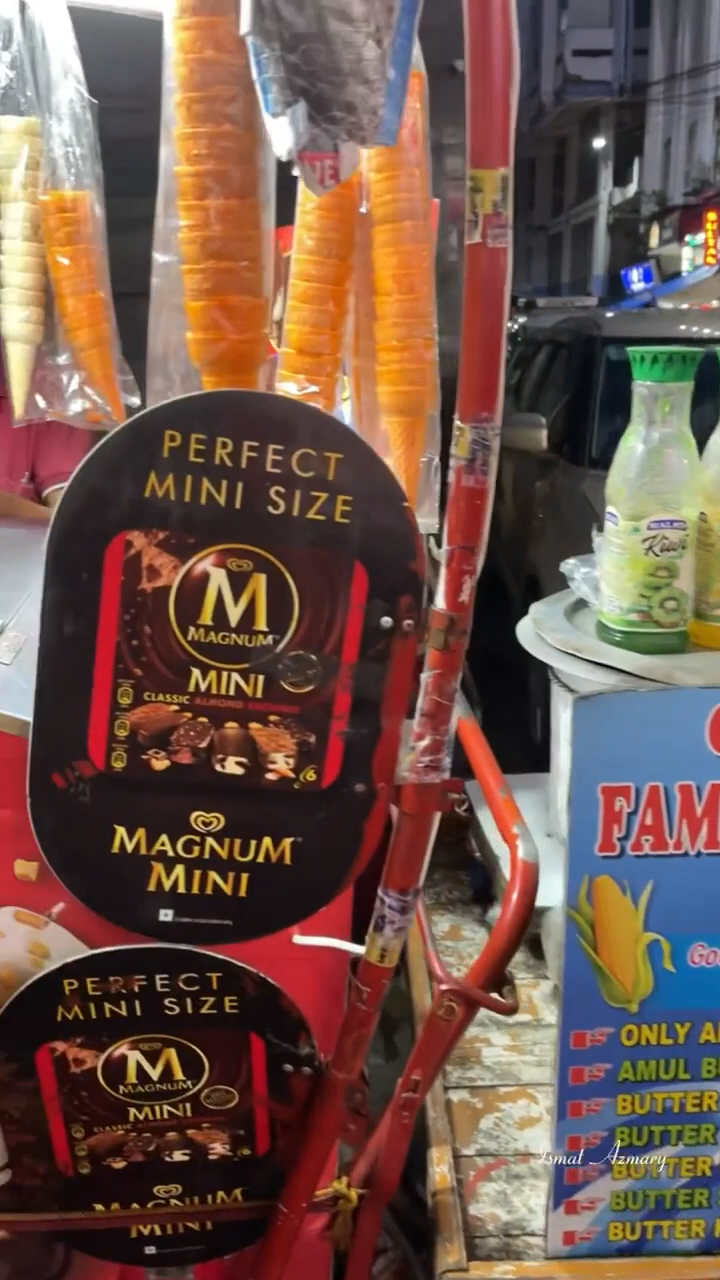 PERFECT
MINI SIZE
M
MAGNUM
MINI
CLASSIC ALMOND BROWNIE
6
MAGNUM
MINI
PERFECT
MINI SIZE
M
MAGNUM
MINI
MAGNUM
MINI
Kiwi
FAM
Go
ONLY A
AMUL B
BUTTER
BUTTER
BUTTER
BUTTER
BUTTER
Ismat Azmary